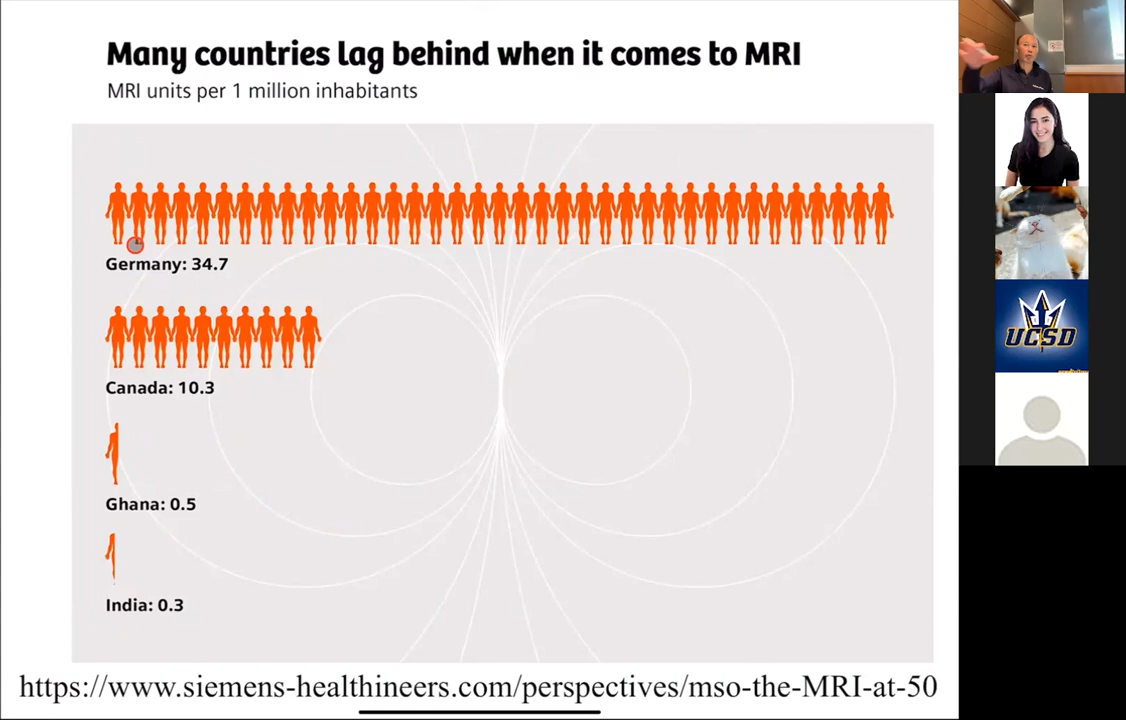 Many countries lag behind when it comes to MRI
MRI units per 1 million inhabitants
Germany: 34.7
Canada: 10.3
Ghana: 0.5
India: 0.3
https://www.siemens-healthineers.com/perspectives/mso-the-MRI-at-50
UCSD